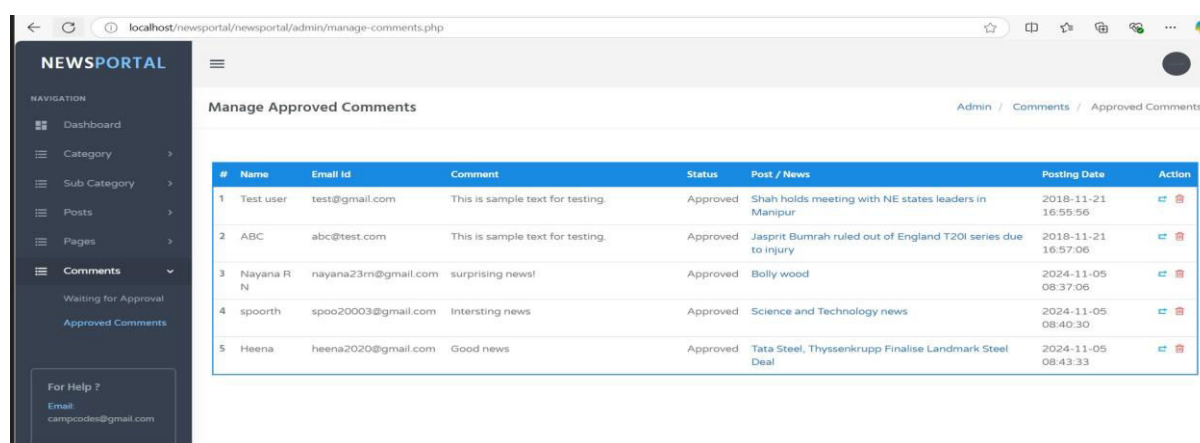 localhost/newsportal/newsportal/admin/manage-comments.php
NEWSPORTAL
NAVIGATION
Dashboard
Category
Sub Category
Posts
Pages
Comments
Waiting for Approval
Approved Comments
For Help ?
Email:
campcodes@gmail.com
Manage Approved Comments
Admin / Comments / Approved Comments
# Name Email Id Comment Status Post / News Posting Date Action
1 Test user test@gmail.com This is sample text for testing. Approved Shah holds meeting with NE states leaders in 2018-11-21
Manipur 16:55:56
2 ABC abc@test.com This is sample text for testing. Approved Jasprit Bumrah ruled out of England T20I series due 2018-11-21
to injury 16:57:06
3 Nayana R nayana23rn@gmail.com surprising news! Approved Bolly wood 2024-11-05
N 08:37:06
4 spoorth spoo20003@gmail.com Intersting news Approved Science and Technology news 2024-11-05
08:40:30
5 Heena heena2020@gmail.com Good news Approved Tata Steel, Thyssenkrupp Finalise Landmark Steel 2024-11-05
Deal 08:43:33